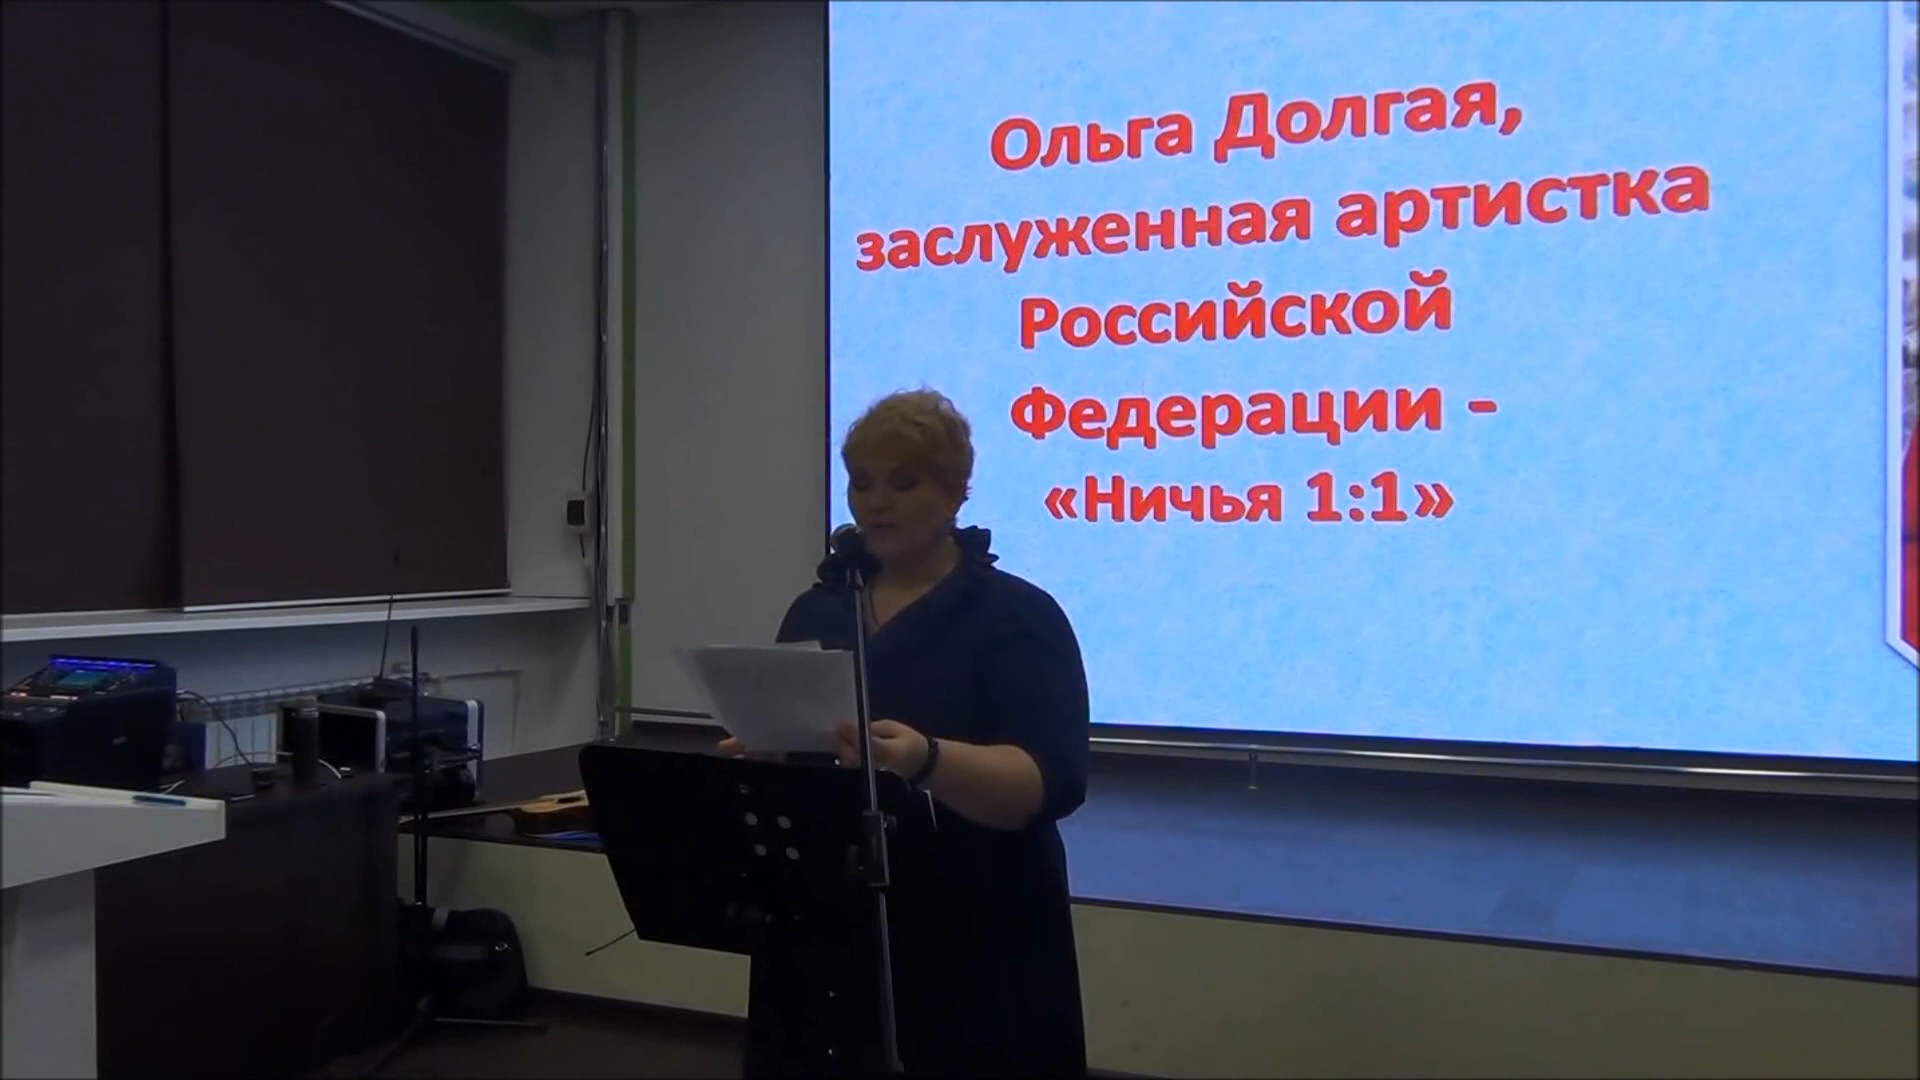 Ольга Долгая,
заслуженная артистка
Российской
Федерации -
«Ничья 1:1»